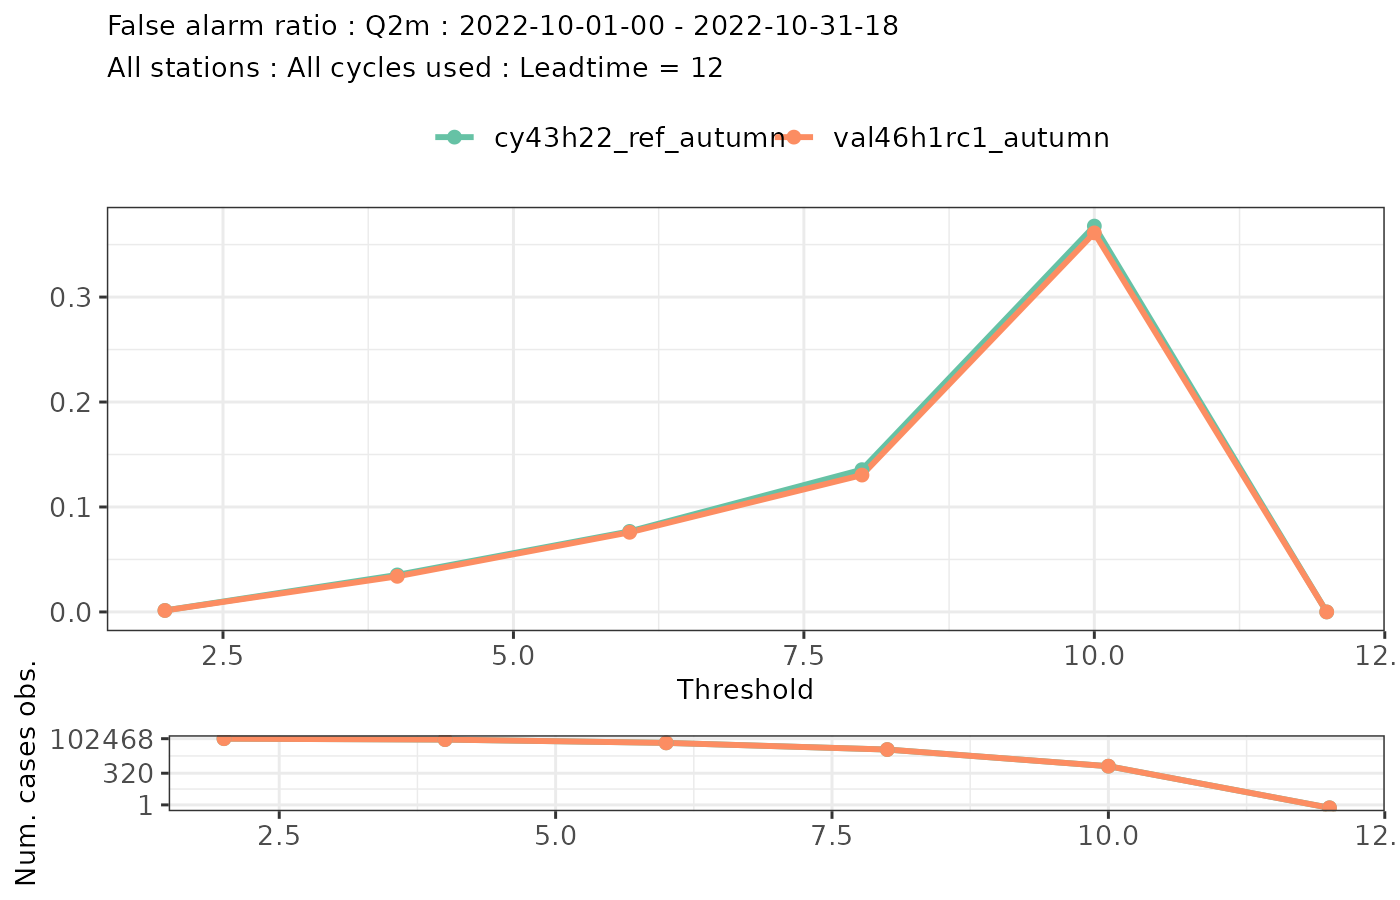 False alarm ratio : Q2m : 2022-10-01-00 - 2022-10-31-18
All stations : All cycles used : Leadtime = 12
cy43h22_ref_autumn val46h1rc1_autumn
0.3
0.2
0.1
0.0
2.5 5.0 7.5 10.0 12.
Threshold
Num. cases obs.
102468
320
1
2.5 5.0 7.5 10.0 12.